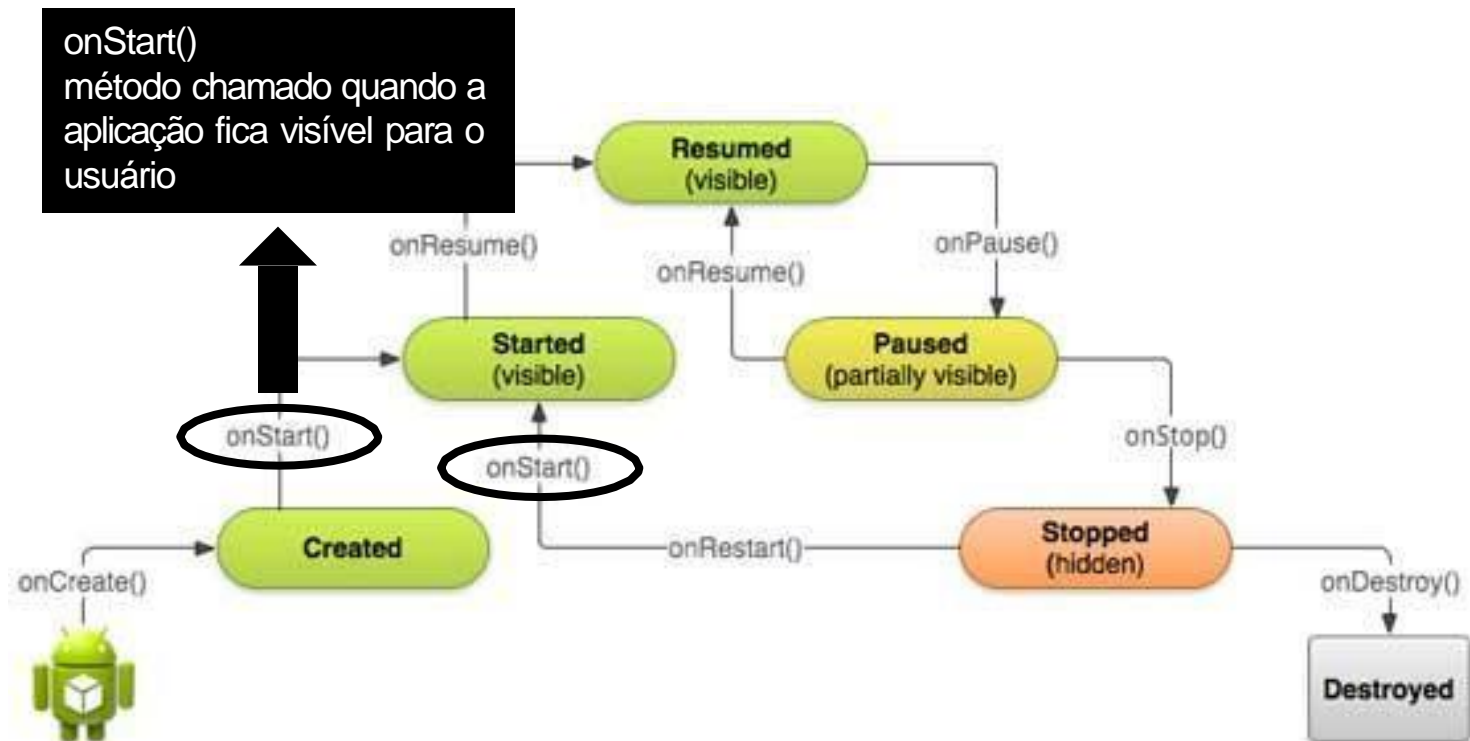 onStart()
método chamado quando a
aplicação fica visível para o
usuário
Resumed
(visible)
onResume()
onPause()
onResume()
Started
(visible)
Paused
(partially visible)
onStart()
onStart()
onStop()
Created
onRestart()
Stopped
(hidden)
onCreate()
onDestroy()
Destroyed